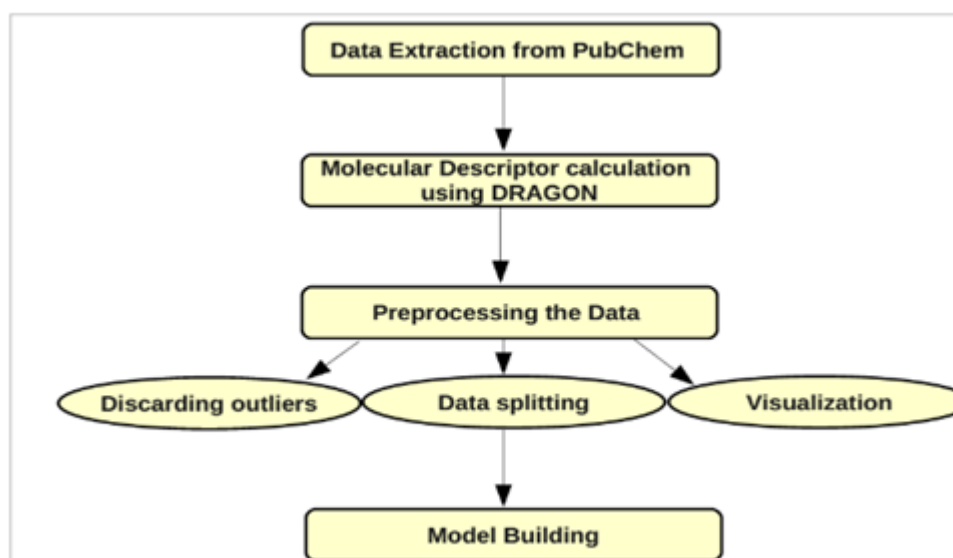 Data Extraction from PubChem
Molecular Descriptor calculation
using DRAGON
Preprocessing the Data
Discarding outliers
Data splitting
Visualization
Model Building